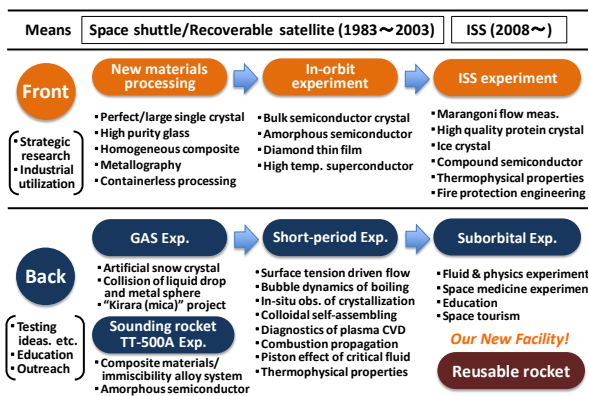 Means
Space shuttle/Recoverable satellite (1983～2003)
ISS (2008～)
Front
▪ Strategic
research
▪ Industrial
utilization
New materials
processing
▪ Perfect/large single crystal
▪ High purity glass
▪ Homogeneous composite
▪ Metallography
▪ Containerless processing
In-orbit
experiment
▪ Bulk semiconductor crystal
▪ Amorphous semiconductor
▪ Diamond thin film
▪ High temp. superconductor
ISS experiment
▪ Marangoni flow meas.
▪ High quality protein crystal
▪ Ice crystal
▪ Compound semiconductor
▪ Thermophysical properties
▪ Fire protection engineering
Back
▪ Testing
ideas. etc.
▪ Education
▪ Outreach
GAS Exp.
▪ Artificial snow crystal
▪ Collision of liquid drop
and metal sphere
▪ “Kirara (mica)” project
Sounding rocket
TT-500A Exp.
▪ Composite materials/
immiscibility alloy system
▪ Amorphous semiconductor
Short-period Exp.
▪ Surface tension driven flow
▪ Bubble dynamics of boiling
▪ In-situ obs. of crystallization
▪ Colloidal self-assembling
▪ Diagnostics of plasma CVD
▪ Combustion propagation
▪ Piston effect of critical fluid
▪ Thermophysical properties
Suborbital Exp.
▪ Fluid & physics experiment
▪ Space medicine experiment
▪ Education
▪ Space tourism
Our New Facility!
Reusable rocket